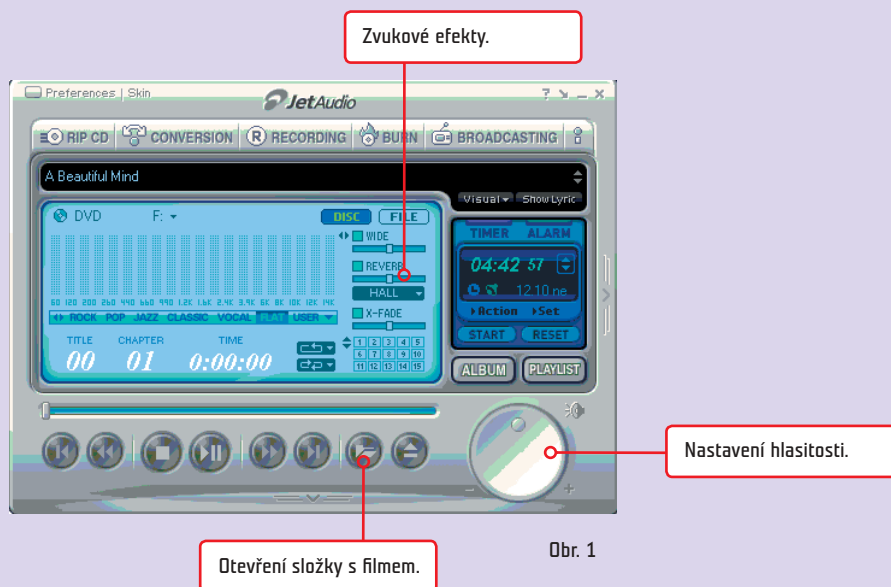 Zvukové efekty.
Preferences | Skin
JetAudio
RIP CD CONVERSION RECORDING BURN BROADCASTING
A Beautiful Mind
Visual Show Lyric
DVD F: DISC FILE
WIDE
REVERB
HALL
X-FADE
60 120 200 260 440 660 990 1.2K 1.6K 2.4K 3.9K 6K 8K 10K 12K 14K
ROCK POP JAZZ CLASSIC VOCAL FLAT USER
TITLE CHAPTER TIME
00 01 0:00:00
1 2 3 4 5
6 7 8 9 10
11 12 13 14 15
TIMER ALARM
04:42 57
12.10 ne
Action Set
START RESET
ALBUM PLAYLIST
Nastavení hlasitosti.
Otevření složky s filmem.
Obr. 1